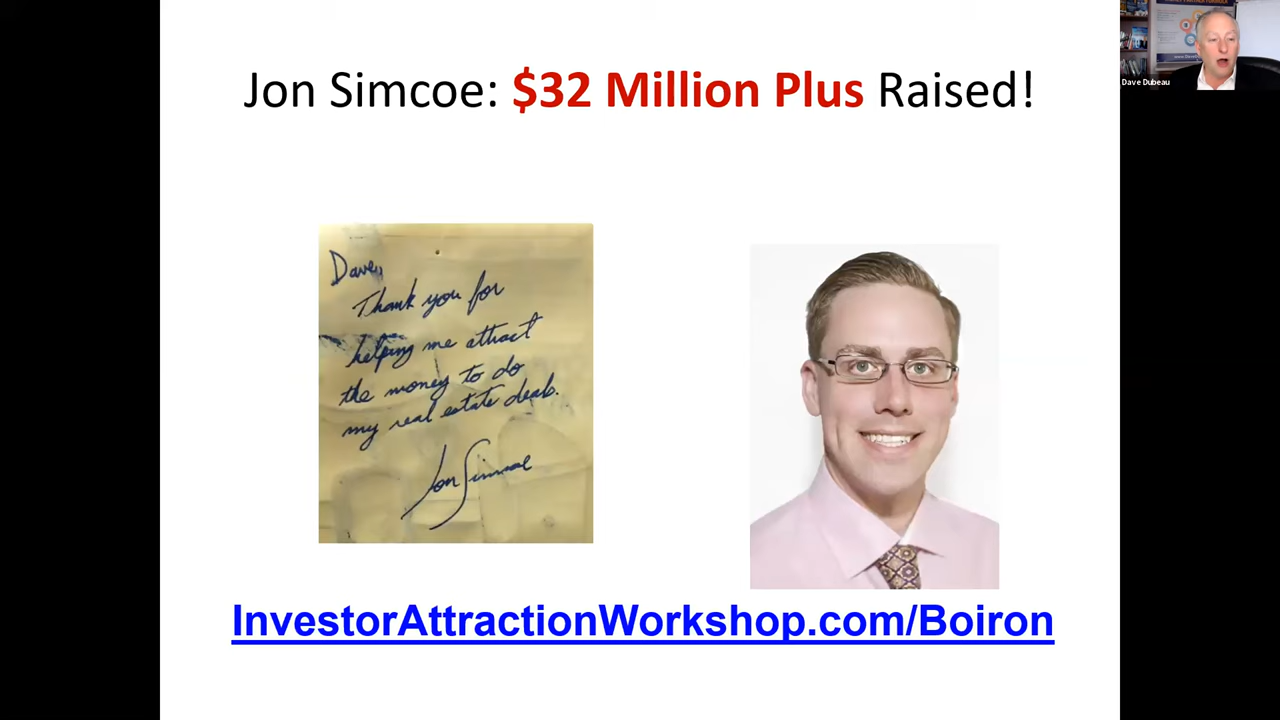 Jon Simcoe: $32 Million Plus Raised!
Dave,
Thank you for
helping me attract
the money to do
my real estate deals.
Jon Simcoe
InvestorAttractionWorkshop.com/Boiron
Dave Dubeau